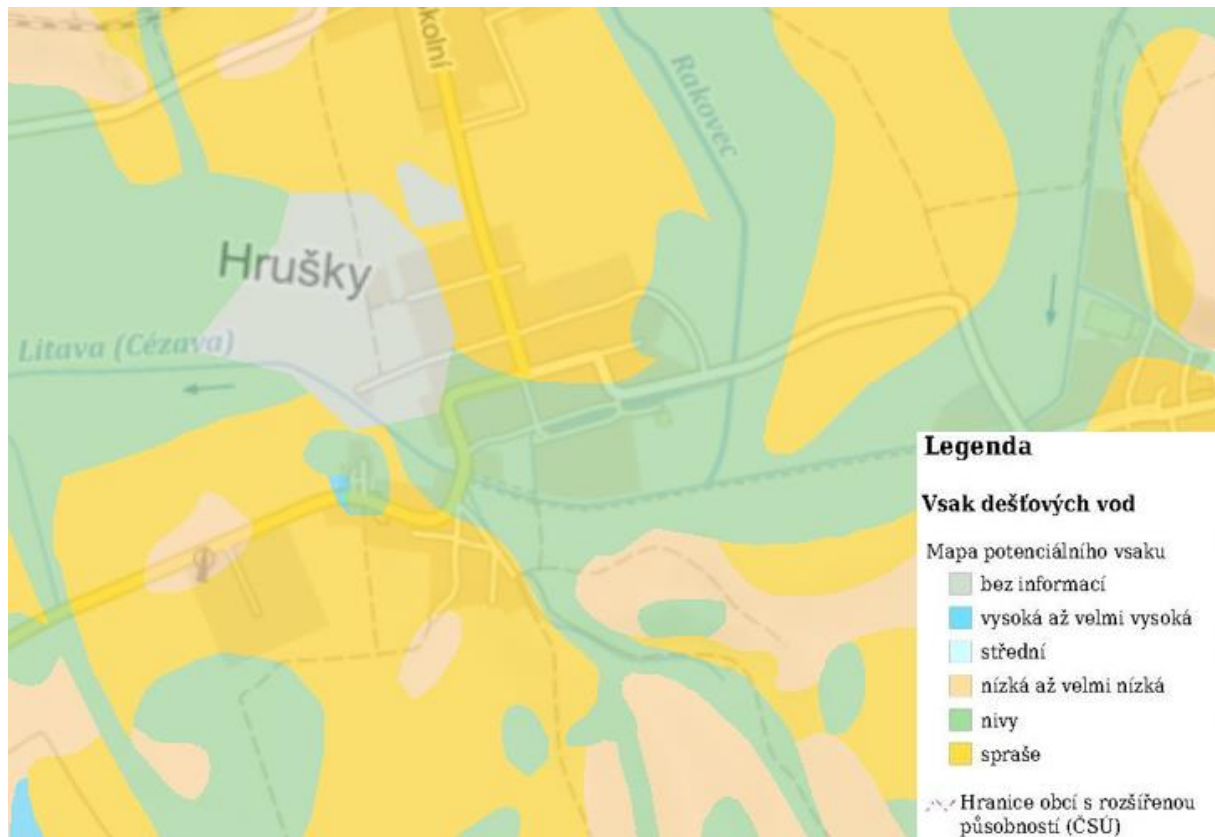 kolní
Rakovec
Hrušky
Litava (Cézava)
Legenda
Vsak dešťových vod
Mapa potenciálního vsaku
bez informací
vysoká až velmi vysoká
střední
nízká až velmi nízká
nivy
spraše
Hranice obcí s rozšířenou
působností (ČSÚ)